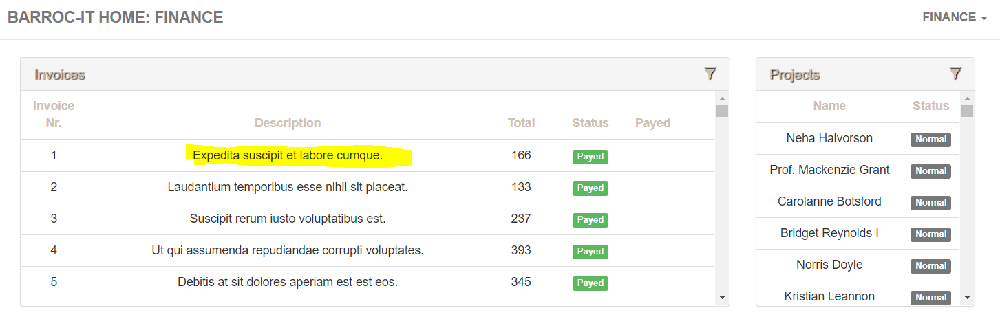 BARROC-IT HOME: FINANCE
FINANCE
Invoices
Invoice Nr. Description Total Status Payed
1 Expedita suscipit et labore cumque. 166 Payed
2 Laudantium temporibus esse nihil sit placeat. 133 Payed
3 Suscipit rerum iusto voluptatibus est. 237 Payed
4 Ut qui assumenda repudiandae corrupti voluptates. 393 Payed
5 Debitis at sit dolores aperiam est est eos. 345 Payed
Projects
Name Status
Neha Halvorson Normal
Prof. Mackenzie Grant Normal
Carolanne Botsford Normal
Bridget Reynolds I Normal
Norris Doyle Normal
Kristian Leannon Normal